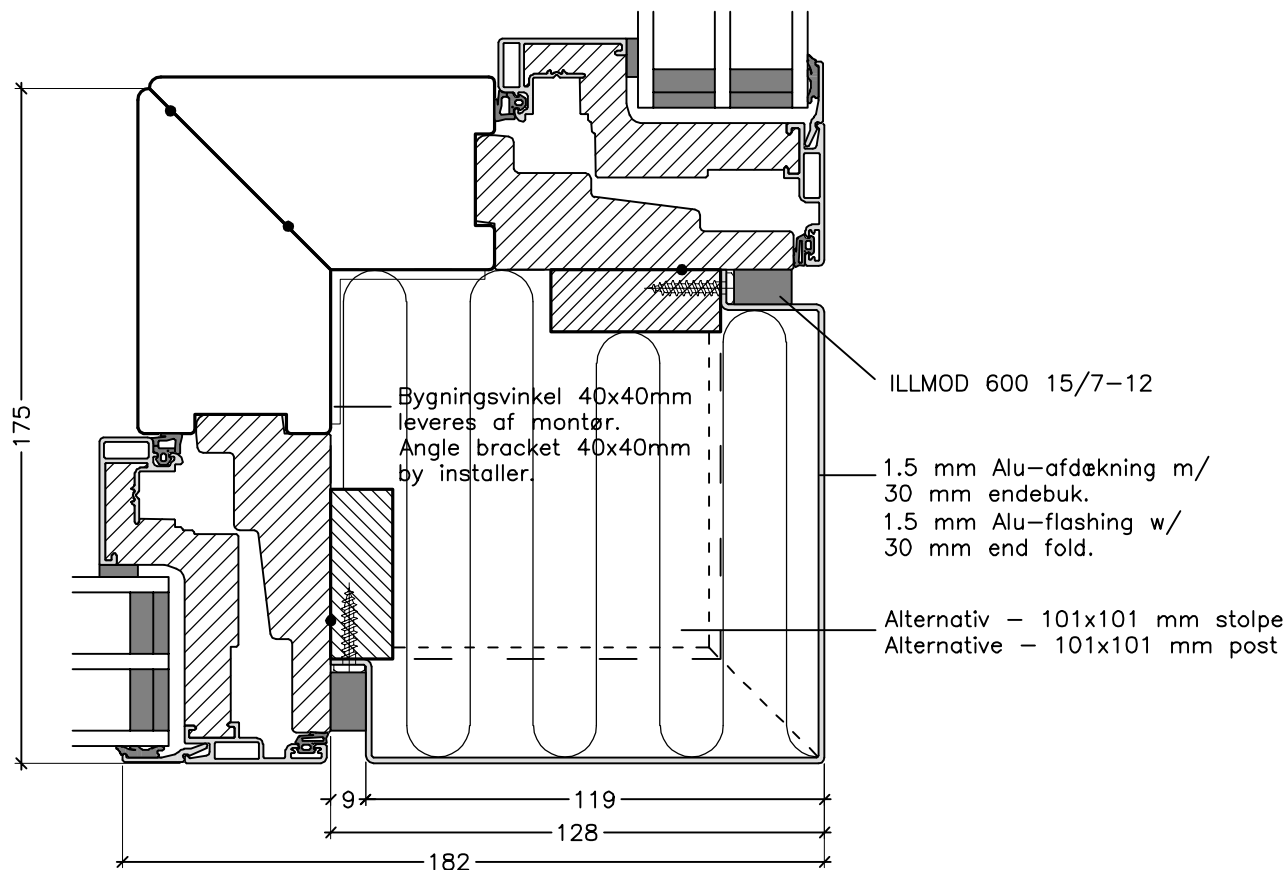 175
Bygningsvinkel 40x40mm
leveres af montør.
Angle bracket 40x40mm
by installer.
ILLMOD 600 15/7-12
1.5 mm Alu-afdækning m/
30 mm endebuk.
1.5 mm Alu-flashing w/
30 mm end fold.
Alternativ - 101x101 mm stolpe
Alternative - 101x101 mm post
9
119
128
182